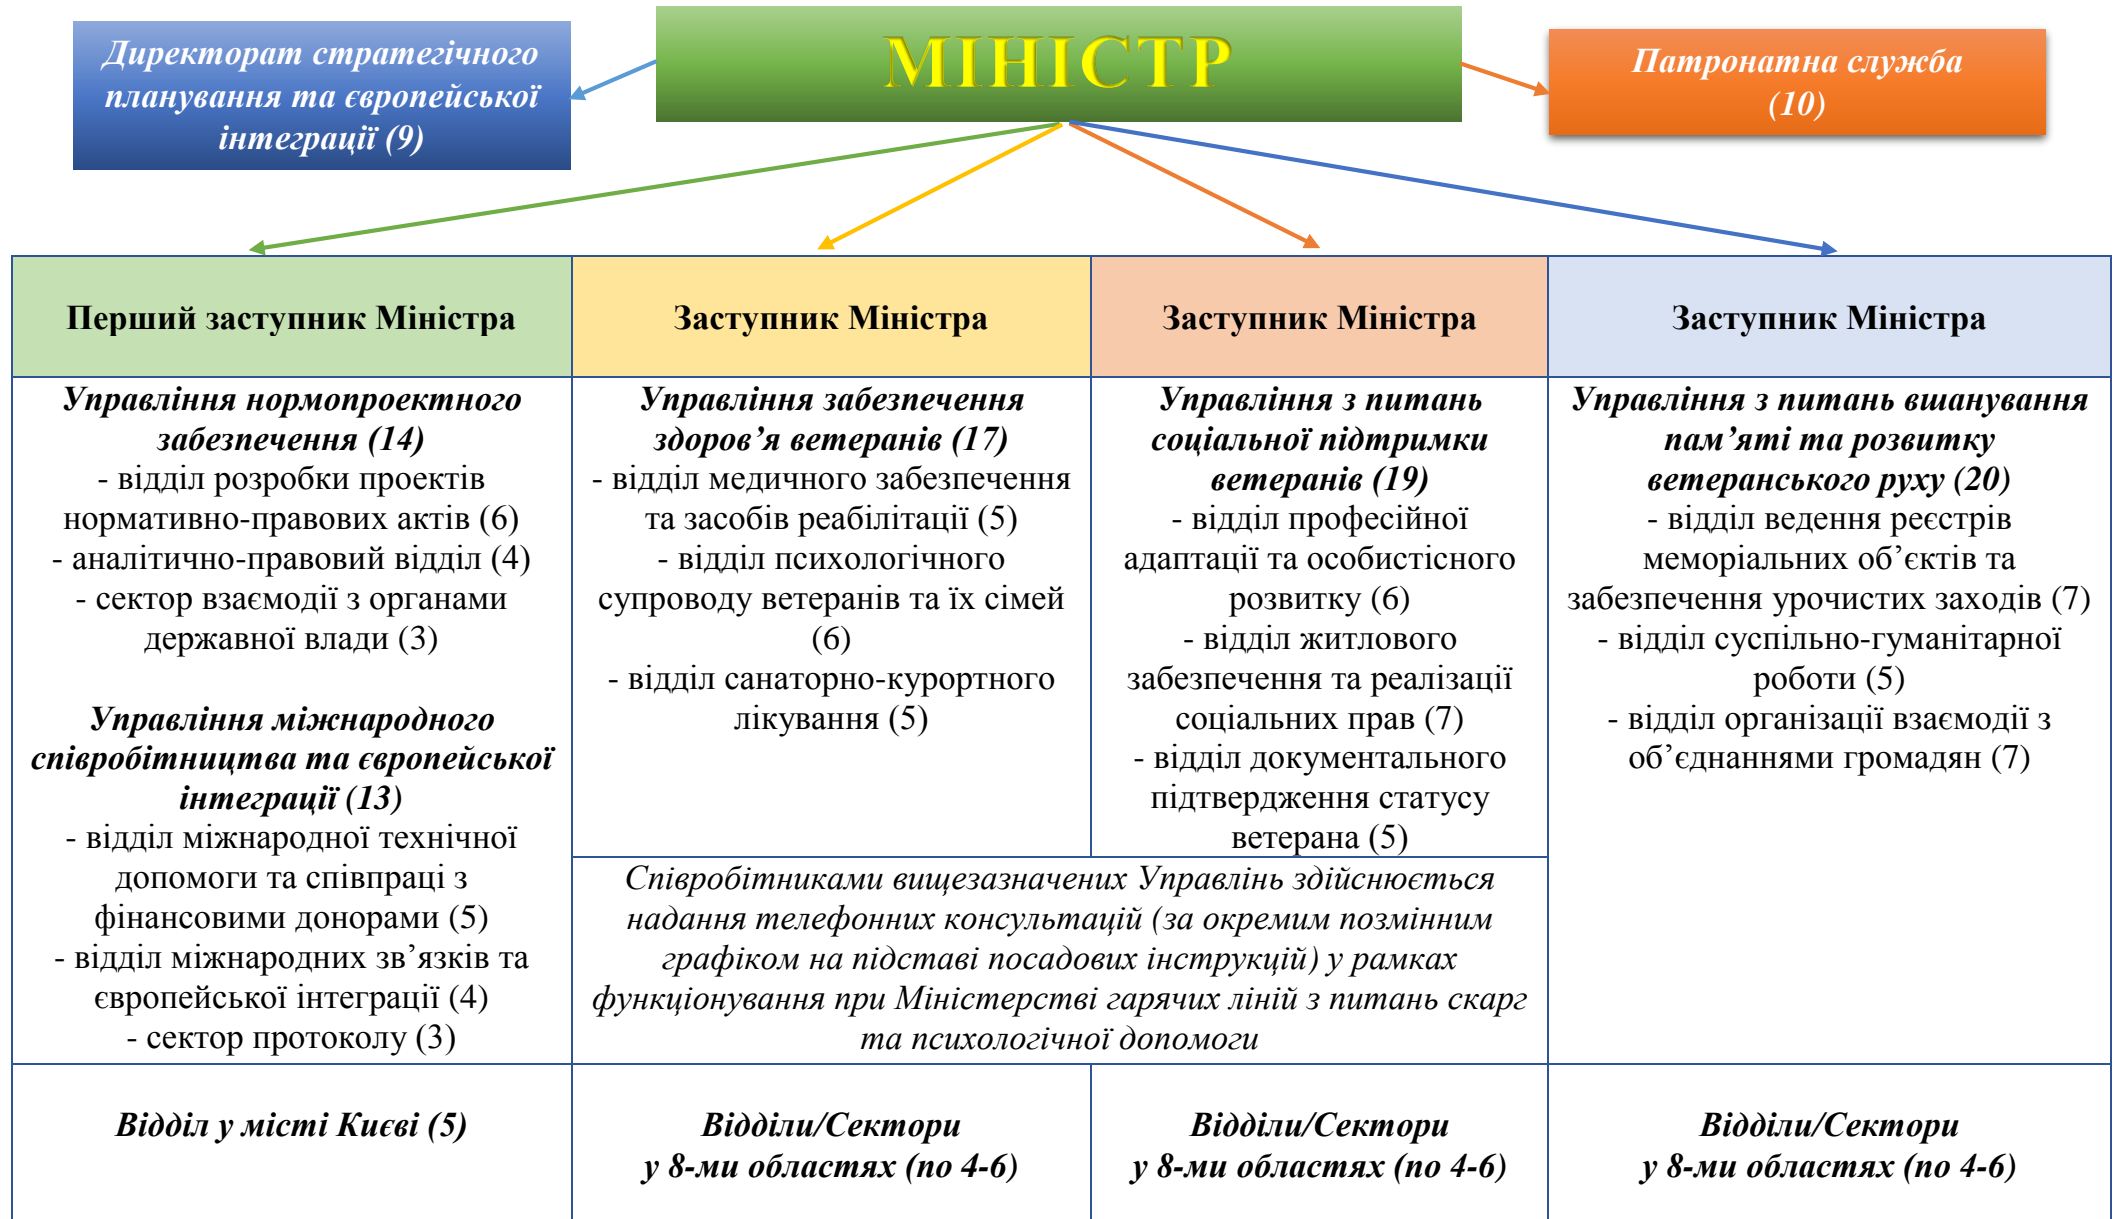 Директорат стратегічного
планування та європейської
інтеграції (9)
МІНІСТР
Патронатна служба
(10)
Перший заступник Міністра
Заступник Міністра
Заступник Міністра
Заступник Міністра
Управління нормопроектного
забезпечення (14)
- відділ розробки проектів
нормативно-правових актів (6)
- аналітично-правовий відділ (4)
- сектор взаємодії з органами
державної влади (3)
Управління міжнародного
співробітництва та європейської
інтеграції (13)
- відділ міжнародної технічної
допомоги та співпраці з
фінансовими донорами (5)
- відділ міжнародних зв’язків та
європейської інтеграції (4)
- сектор протоколу (3)
Управління забезпечення
здоров’я ветеранів (17)
- відділ медичного забезпечення
та засобів реабілітації (5)
- відділ психологічного
супроводу ветеранів та їх сімей
(6)
- відділ санаторно-курортного
лікування (5)
Управління з питань
соціальної підтримки
ветеранів (19)
- відділ професійної
адаптації та особистісного
розвитку (6)
- відділ житлового
забезпечення та реалізації
соціальних прав (7)
- відділ документального
підтвердження статусу
ветерана (5)
Співробітниками вищезазначених Управлінь здійснюється
надання телефонних консультацій (за окремим позмінним
графіком на підставі посадових інструкцій) у рамках
функціонування при Міністерстві гарячих ліній з питань скарг
та психологічної допомоги
Управління з питань вшанування
пам’яті та розвитку
ветеранського руху (20)
- відділ ведення реєстрів
меморіальних об’єктів та
забезпечення урочистих заходів (7)
- відділ суспільно-гуманітарної
роботи (5)
- відділ організації взаємодії з
об’єднаннями громадян (7)
Відділ у місті Києві (5)
Відділи/Сектори
у 8-ми областях (по 4-6)
Відділи/Сектори
у 8-ми областях (по 4-6)
Відділи/Сектори
у 8-ми областях (по 4-6)